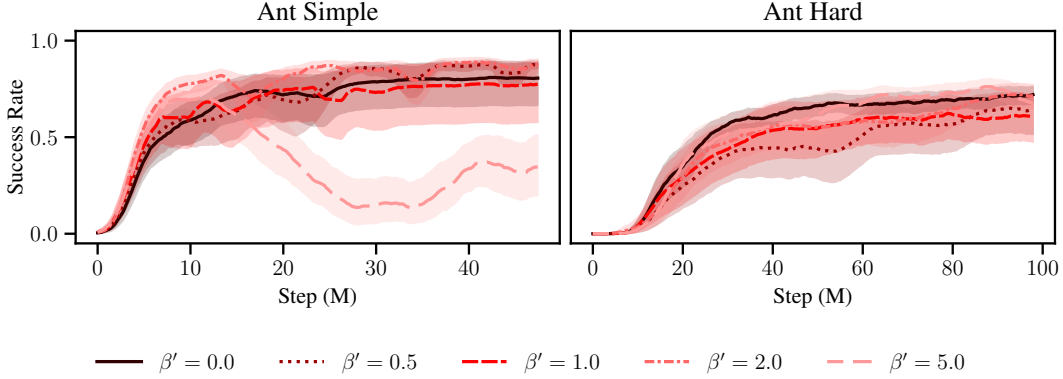 Ant Simple Ant Hard
Success Rate
1.0
0.5
0.0
0 10 20 30 40 0 20 40 60 80 100
Step (M) Step (M)
β′ = 0.0 β′ = 0.5 β′ = 1.0 β′ = 2.0 β′ = 5.0